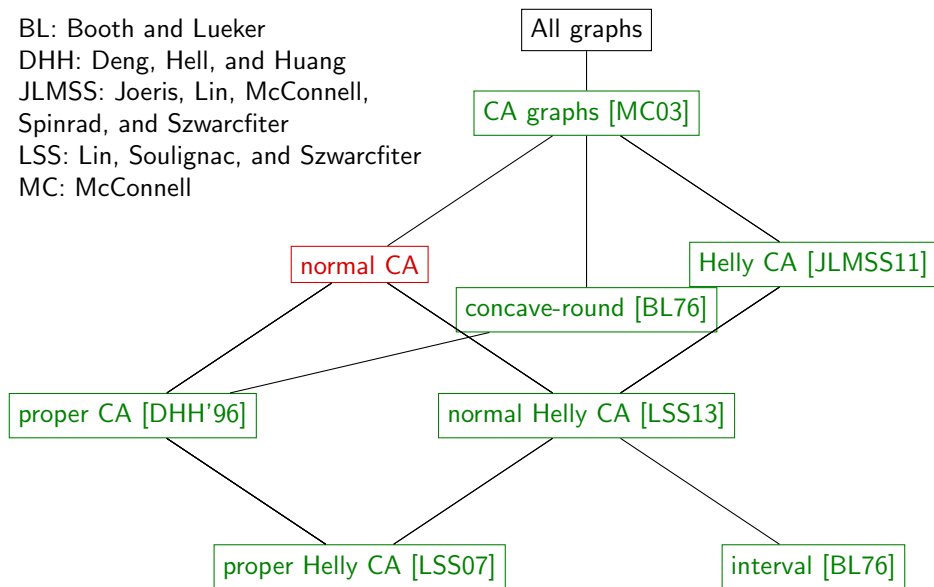 BL: Booth and Lueker
DHH: Deng, Hell, and Huang
JLMSS: Joeris, Lin, McConnell,
Spinrad, and Szwarcfiter
LSS: Lin, Soulignac, and Szwarcfiter
MC: McConnell
All graphs
CA graphs [MC03]
normal CA
Helly CA [JLMSS11]
concave-round [BL76]
proper CA [DHH'96]
normal Helly CA [LSS13]
proper Helly CA [LSS07]
interval [BL76]